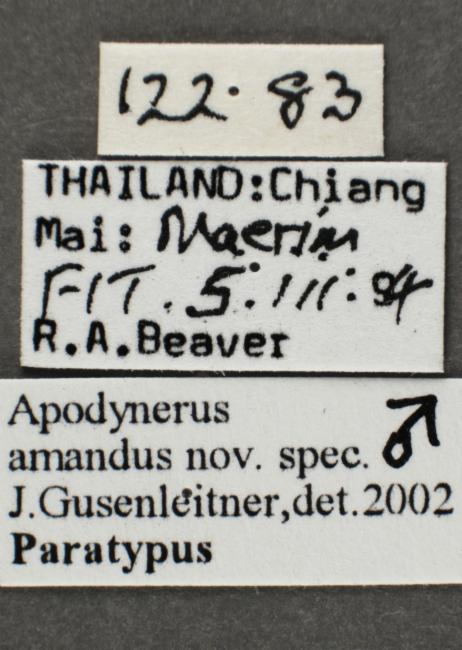 122.83
THAILAND:Chiang
Mai: Maerim
FIT. 5:III:94
R.A.Beaver
Apodynerus
amandus nov. spec. ♂
J.Gusenleitner,det.2002
Paratypus